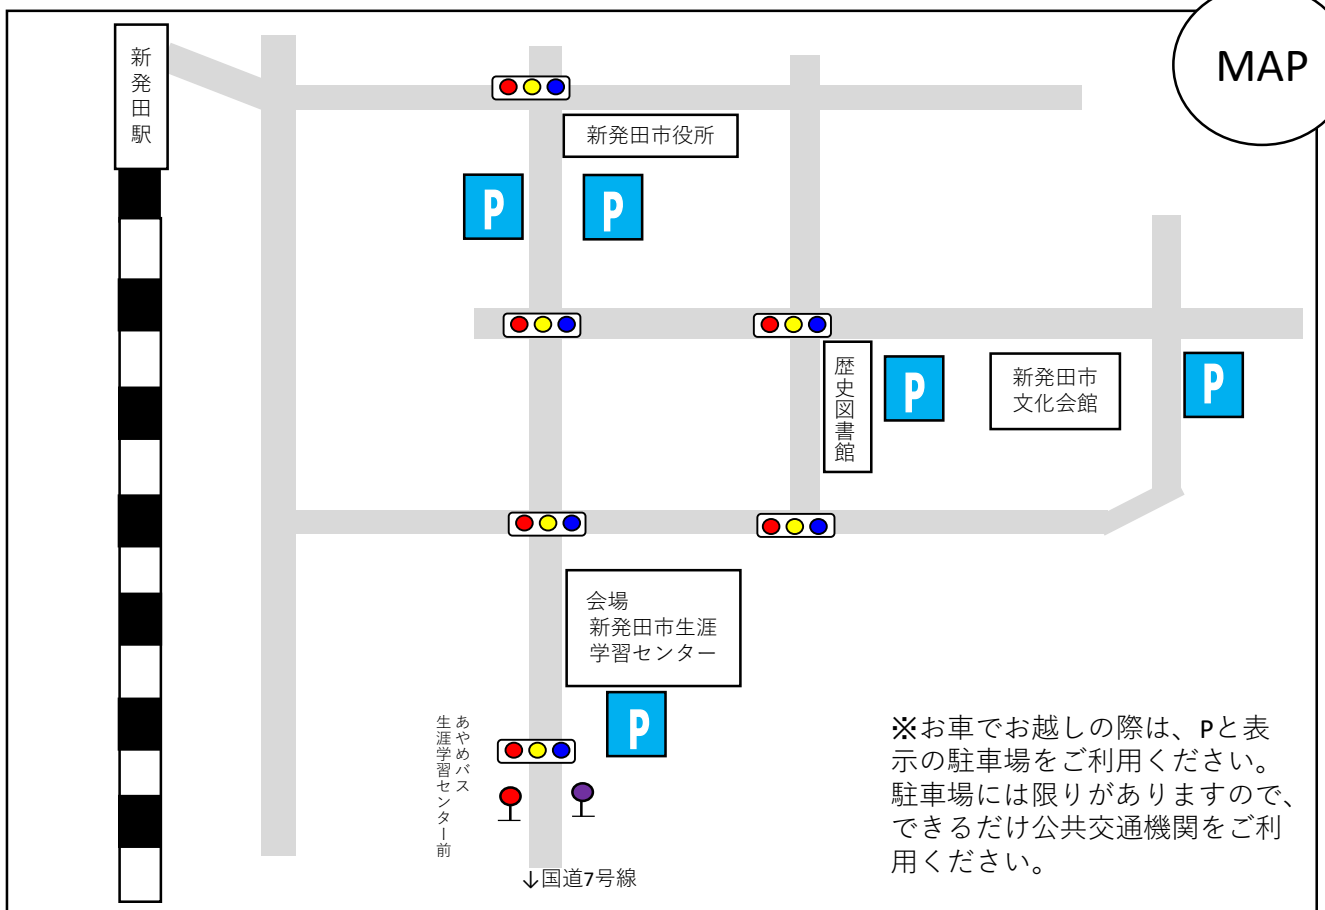 MAP
新発田駅
新発田市役所
P
P
歴史図書館
P
新発田市
文化会館
P
会場
新発田市生涯
学習センター
P
あやめバス
生涯学習センター前
↓国道7号線
※お車でお越しの際は、Pと表
示の駐車場をご利用ください。
駐車場には限りがありますので、
できるだけ公共交通機関をご利
用ください。